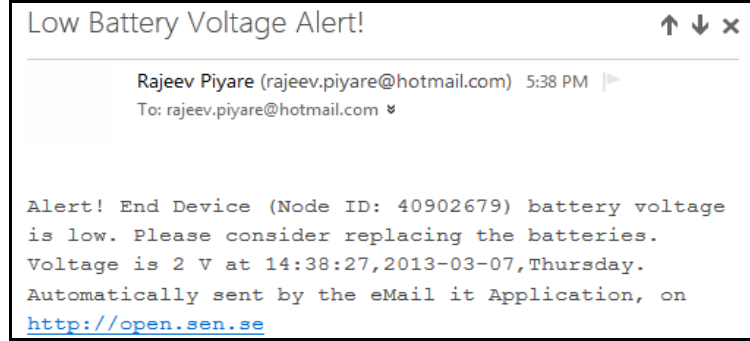 Low Battery Voltage Alert!
Rajeev Piyare (rajeev.piyare@hotmail.com) 5:38 PM
To: rajeev.piyare@hotmail.com
Alert! End Device (Node ID: 40902679) battery voltage
is low. Please consider replacing the batteries.
Voltage is 2 V at 14:38:27,2013-03-07,Thursday.
Automatically sent by the eMail it Application, on
http://open.sen.se